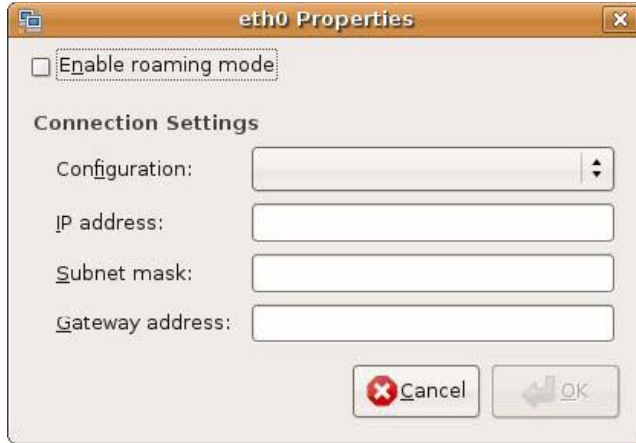 eth0 Properties
Enable roaming mode
Connection Settings
Configuration:
IP address:
Subnet mask:
Gateway address:
Cancel OK